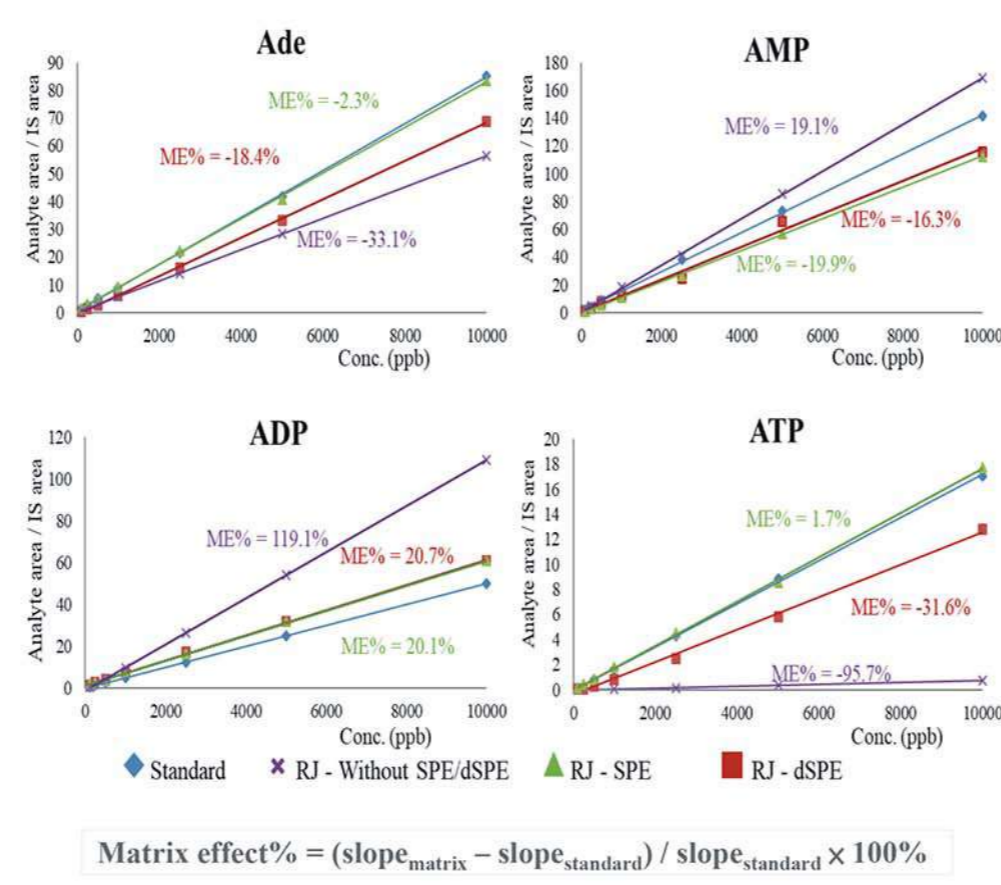 Ade
Analyte area / IS area
90
80
70
60
50
40
30
20
10
0
ME% = -2.3%
ME% = -18.4%
ME% = -33.1%
0 2000 4000 6000 8000 10000
Conc. (ppb)
AMP
Analyte area / IS area
180
160
140
120
100
80
60
40
20
0
ME% = 19.1%
ME% = -16.3%
ME% = -19.9%
0 2000 4000 6000 8000 10000
Conc. (ppb)
ADP
Analyte area / IS area
120
100
80
60
40
20
0
ME% = 119.1%
ME% = 20.7%
ME% = 20.1%
0 2000 4000 6000 8000 10000
Conc. (ppb)
ATP
Analyte area / IS area
20
18
16
14
12
10
8
6
4
2
0
ME% = 1.7%
ME% = -31.6%
ME% = -95.7%
0 2000 4000 6000 8000 10000
Conc. (ppb)
Standard RJ - Without SPE/dSPE RJ - SPE RJ - dSPE
Matrix effect% = (slopematrix – slopestandard) / slopestandard × 100%